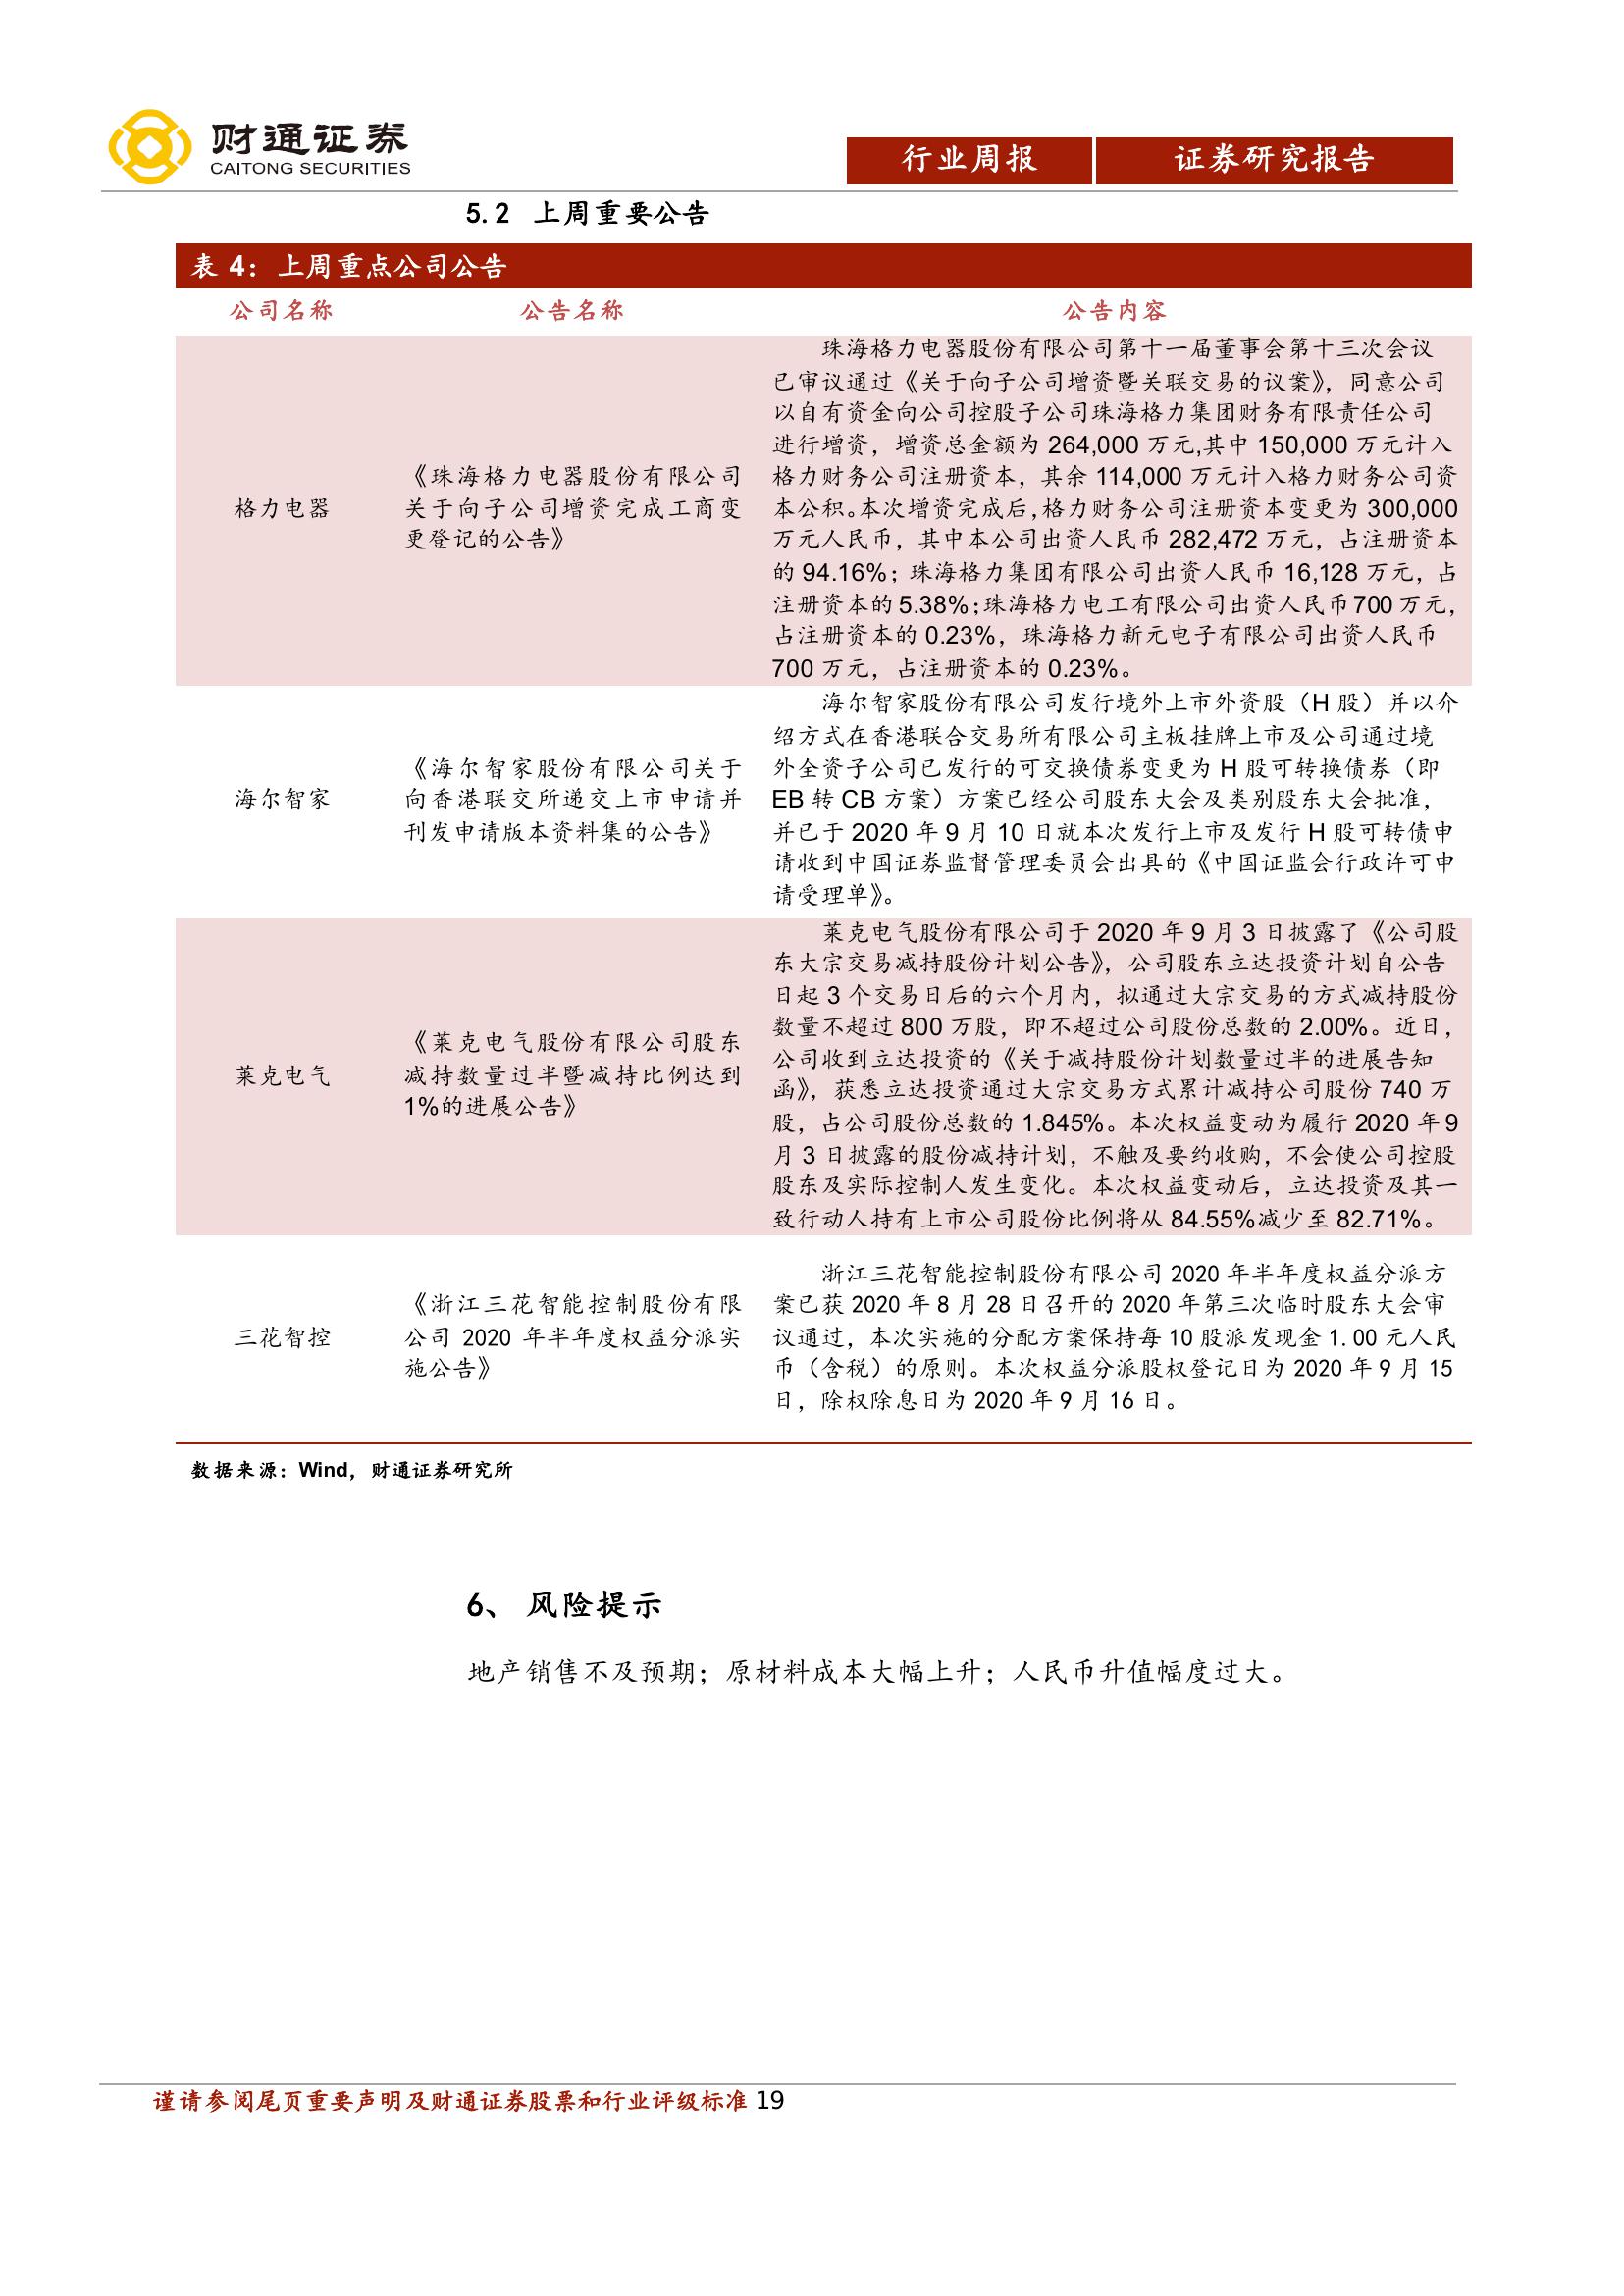 财通证券
CAITONG SECURITIES
行业周报
证券研究报告
5.2 上周重要公告
表 4：上周重点公司公告
公司名称
公告名称
公告内容
格力电器
《珠海格力电器股份有限公司
关于向子公司增资完成工商变
更登记的公告》
珠海格力电器股份有限公司第十一届董事会第十三次会议
已审议通过《关于向子公司增资暨关联交易的议案》，同意公司
以自有资金向公司控股子公司珠海格力集团财务有限责任公司
进行增资，增资总金额为 264,000 万元,其中 150,000 万元计入
格力财务公司注册资本，其余 114,000 万元计入格力财务公司资
本公积。本次增资完成后，格力财务公司注册资本变更为 300,000
万元人民币，其中本公司出资人民币 282,472 万元，占注册资本
的 94.16%；珠海格力集团有限公司出资人民币 16,128 万元，占
注册资本的 5.38%；珠海格力电工有限公司出资人民币 700 万元，
占注册资本的 0.23%，珠海格力新元电子有限公司出资人民币
700 万元，占注册资本的 0.23%。
海尔智家
《海尔智家股份有限公司关于
向香港联交所递交上市申请并
刊发申请版本资料集的公告》
海尔智家股份有限公司发行境外上市外资股（H 股）并以介
绍方式在香港联合交易所有限公司主板挂牌上市及公司通过境
外全资子公司已发行的可交换债券变更为 H 股可转换债券（即
EB 转 CB 方案）方案已经公司股东大会及类别股东大会批准，
并已于 2020 年 9 月 10 日就本次发行上市及发行 H 股可转债申
请收到中国证券监督管理委员会出具的《中国证监会行政许可申
请受理单》。
莱克电气
《莱克电气股份有限公司股东
减持数量过半暨减持比例达到
1%的进展公告》
莱克电气股份有限公司于 2020 年 9 月 3 日披露了《公司股
东大宗交易减持股份计划公告》，公司股东立达投资计划自公告
日起 3 个交易日后的六个月内，拟通过大宗交易的方式减持股份
数量不超过 800 万股，即不超过公司股份总数的 2.00%。近日，
公司收到立达投资的《关于减持股份计划数量过半的进展告知
函》，获悉立达投资通过大宗交易方式累计减持公司股份 740 万
股，占公司股份总数的 1.845%。本次权益变动为履行 2020 年 9
月 3 日披露的股份减持计划，不触及要约收购，不会使公司控股
股东及实际控制人发生变化。本次权益变动后，立达投资及其一
致行动人持有上市公司股份比例将从 84.55%减少至 82.71%。
三花智控
《浙江三花智能控制股份有限
公司 2020 年半年度权益分派实
施公告》
浙江三花智能控制股份有限公司 2020 年半年度权益分派方
案已获 2020 年 8 月 28 日召开的 2020 年第三次临时股东大会审
议通过，本次实施的分配方案保持每 10 股派发现金 1.00 元人民
币（含税）的原则。本次权益分派股权登记日为 2020 年 9 月 15
日，除权除息日为 2020 年 9 月 16 日。
数据来源：Wind，财通证券研究所
6、 风险提示
地产销售不及预期；原材料成本大幅上升；人民币升值幅度过大。
谨请参阅尾页重要声明及财通证券股票和行业评级标准 19